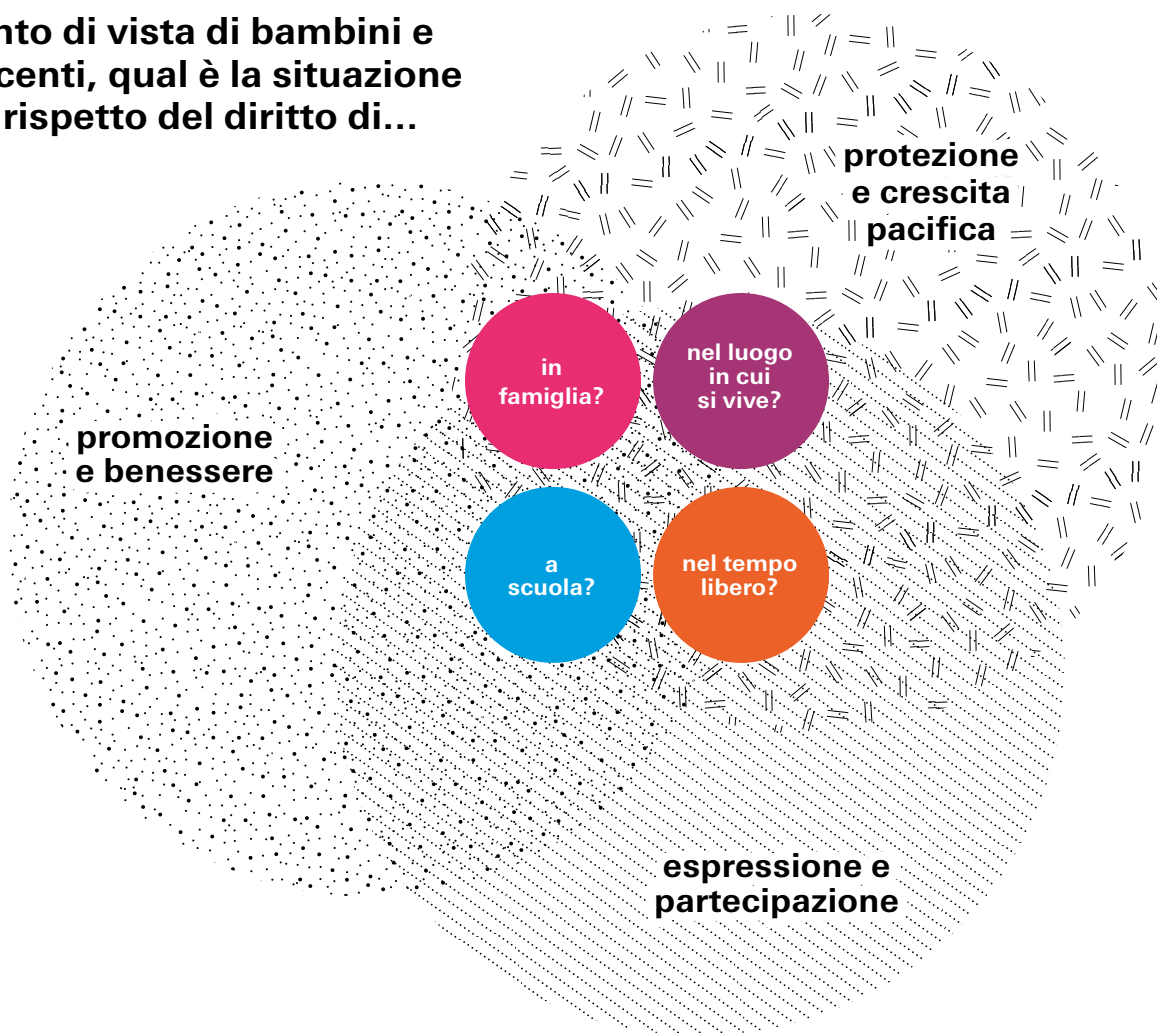 nto di vista di bambini e
centi, qual è la situazione
rispetto del diritto di...
protezione
e crescita
pacifica
in
famiglia?
nel luogo
in cui
si vive?
promozione
e benessere
a
scuola?
nel tempo
libero?
espressione e
partecipazione